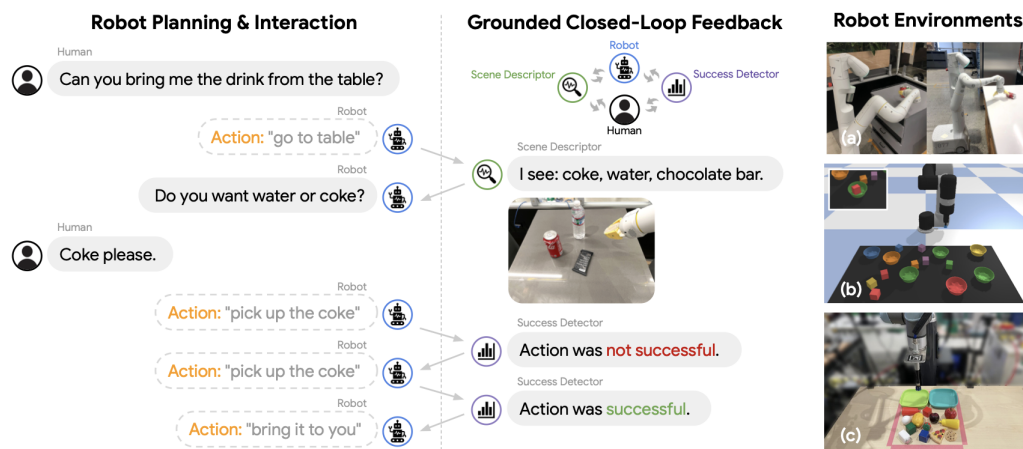 Robot Planning & Interaction
Human
Can you bring me the drink from the table?
Robot
Action: "go to table"
Robot
Do you want water or coke?
Human
Coke please.
Robot
Action: "pick up the coke"
Robot
Action: "pick up the coke"
Robot
Action: "bring it to you"
Grounded Closed-Loop Feedback
Robot
Scene Descriptor
Success Detector
Human
Scene Descriptor
I see: coke, water, chocolate bar.
Success Detector
Action was not successful.
Success Detector
Action was successful.
Robot Environments
(a)
(b)
(c)